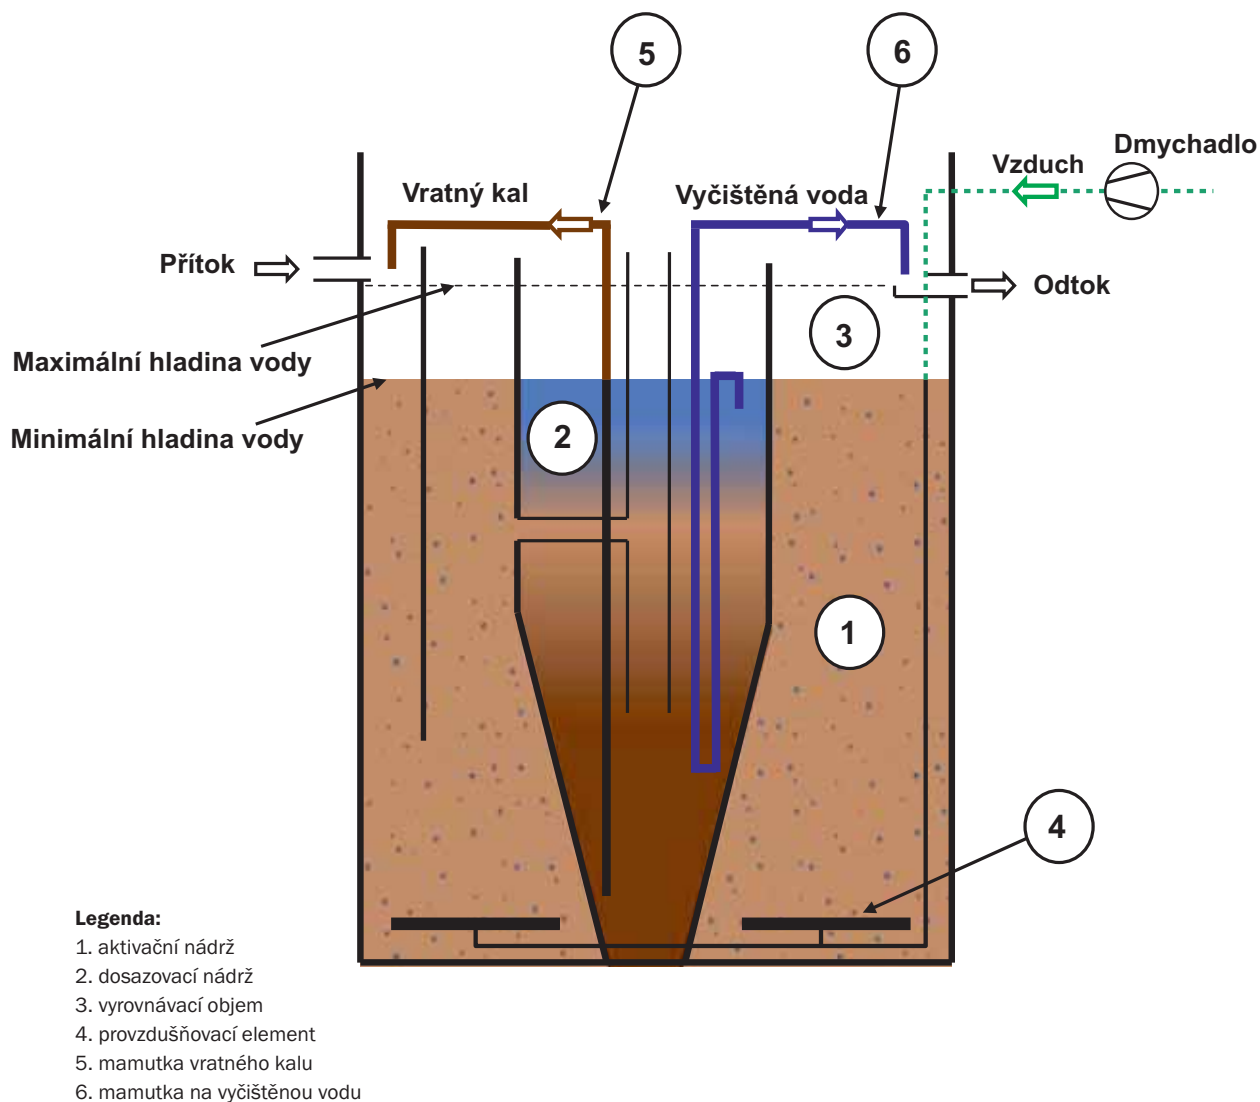 5
6
Dmychadlo
Vzduch
Vratný kal
Vyčištěná voda
Přítok
Odtok
3
Maximální hladina vody
2
Minimální hladina vody
1
4
Legenda:
1. aktivační nádrž
2. dosazovací nádrž
3. vyrovnávací objem
4. provzdušňovací element
5. mamutka vratného kalu
6. mamutka na vyčištěnou vodu